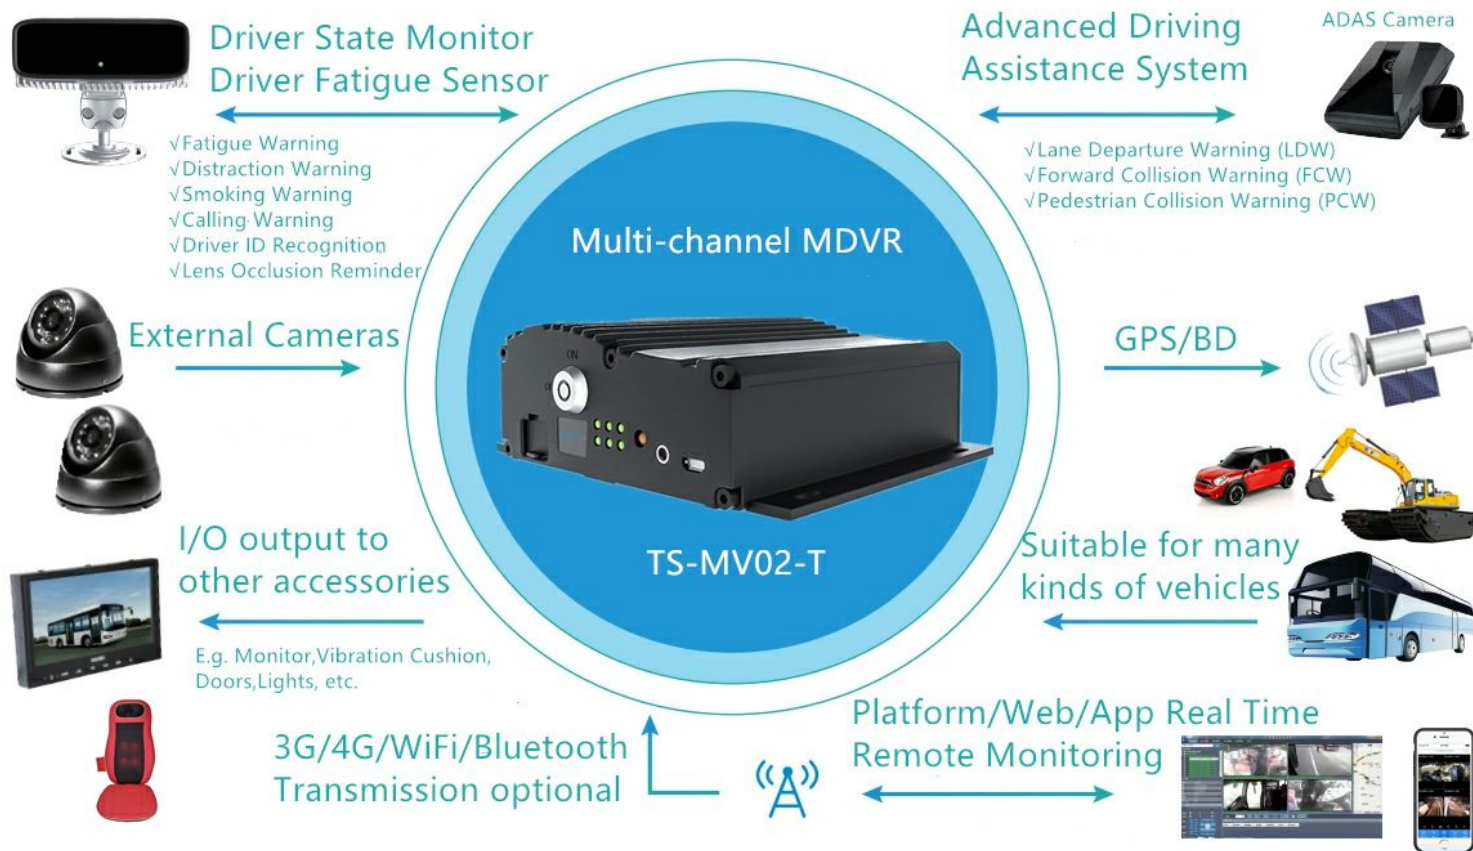 Driver State Monitor
Driver Fatigue Sensor
√Fatigue Warning
√Distraction Warning
√Smoking Warning
√Calling Warning
√Driver ID Recognition
√Lens Occlusion Reminder
Advanced Driving
Assistance System
ADAS Camera
√Lane Departure Warning (LDW)
√Forward Collision Warning (FCW)
√Pedestrian Collision Warning (PCW)
Multi-channel MDVR
ON
TS-MV02-T
External Cameras
GPS/BD
I/O output to
other accessories
E.g. Monitor,Vibration Cushion,
Doors,Lights, etc.
Suitable for many
kinds of vehicles
3G/4G/WiFi/Bluetooth
Transmission optional
Platform/Web/App Real Time
Remote Monitoring